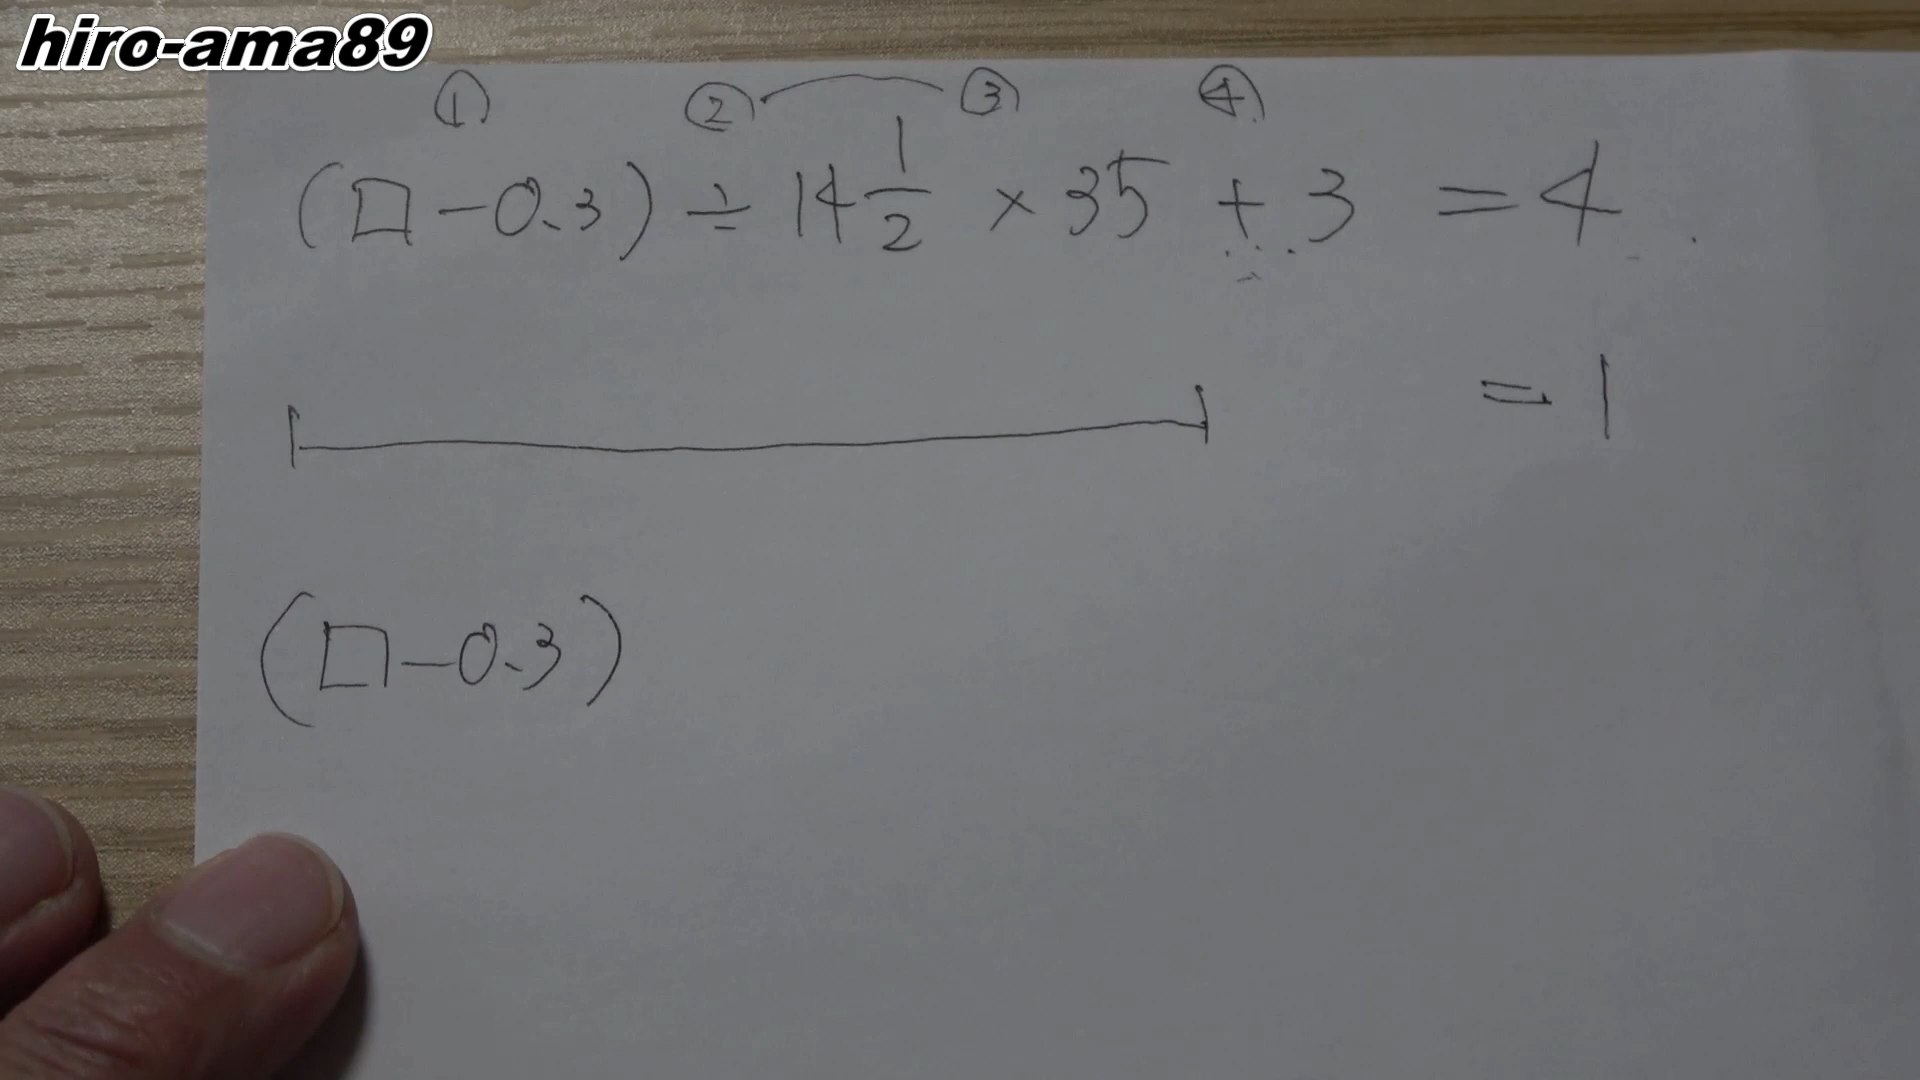 hiro-ama89
① ② ③ ④
(□-0.3)÷14 1/2 ×35+3=4
=1
(□-0.3)